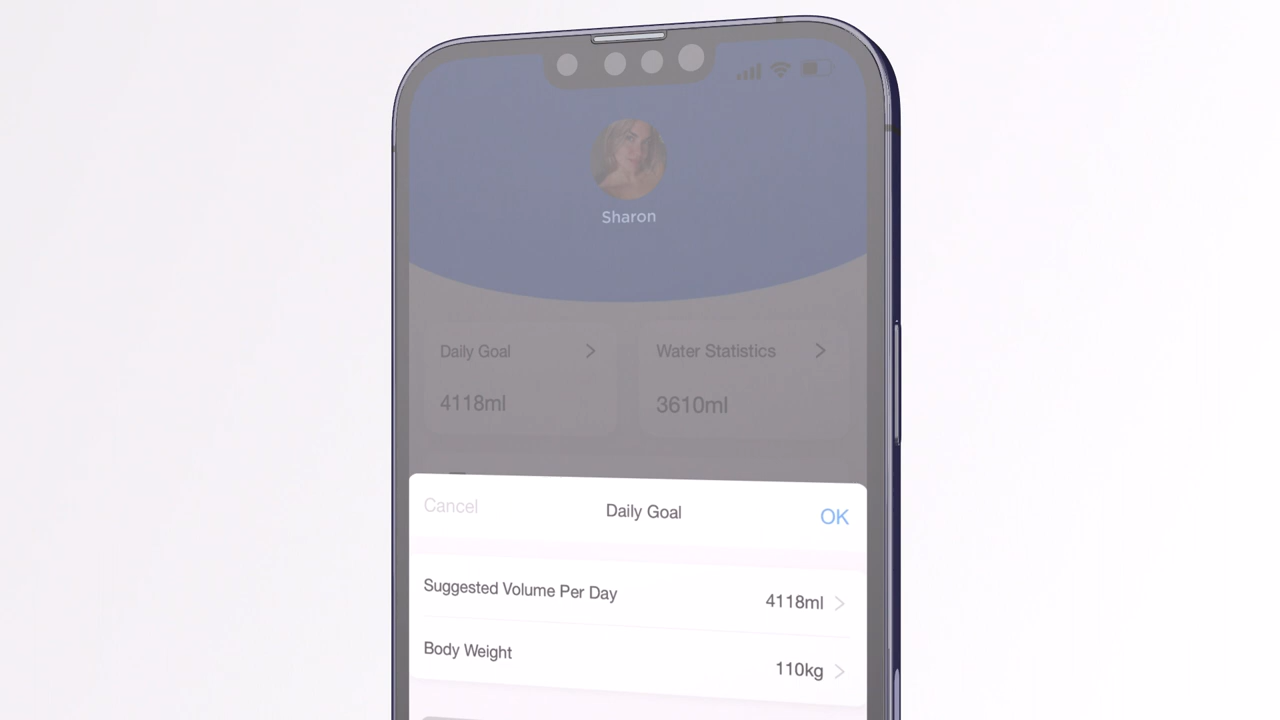 Sharon
Daily Goal
Water Statistics
4118ml
3610ml
Cancel
Daily Goal
OK
Suggested Volume Per Day
4118ml
Body Weight
110kg